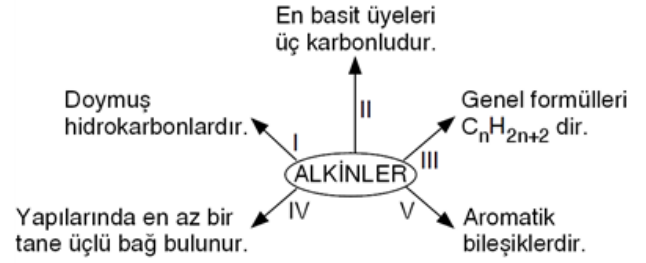 En basit üyeleri
üç karbonludur.
Doymuş
hidrokarbonlardır.
II
Genel formülleri
CₙH₂ₙ₊₂ dir.
I
ALKİNLER
III
IV
V
Yapılarında en az bir
tane üçlü bağ bulunur.
Aromatik
bileşiklerdir.